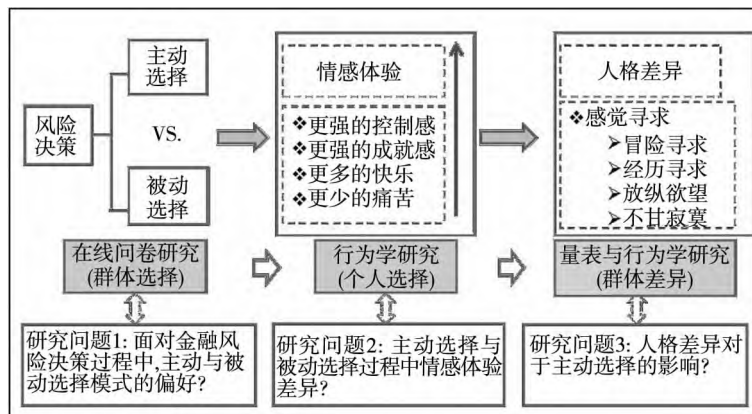 主动
选择
风险
决策
VS.
被动
选择
情感体验
❖更强的控制感
❖更强的成就感
❖更多的快乐
❖更少的痛苦
人格差异
❖感觉寻求
➢冒险寻求
➢经历寻求
➢放纵欲望
➢不甘寂寞
在线问卷研究
(群体选择)
行为学研究
(个人选择)
量表与行为学研究
(群体差异)
研究问题1: 面对金融风
险决策过程中,主动与被
动选择模式的偏好?
研究问题2: 主动选择与
被动选择过程中情感体验
差异?
研究问题3: 人格差异对
于主动选择的影响?